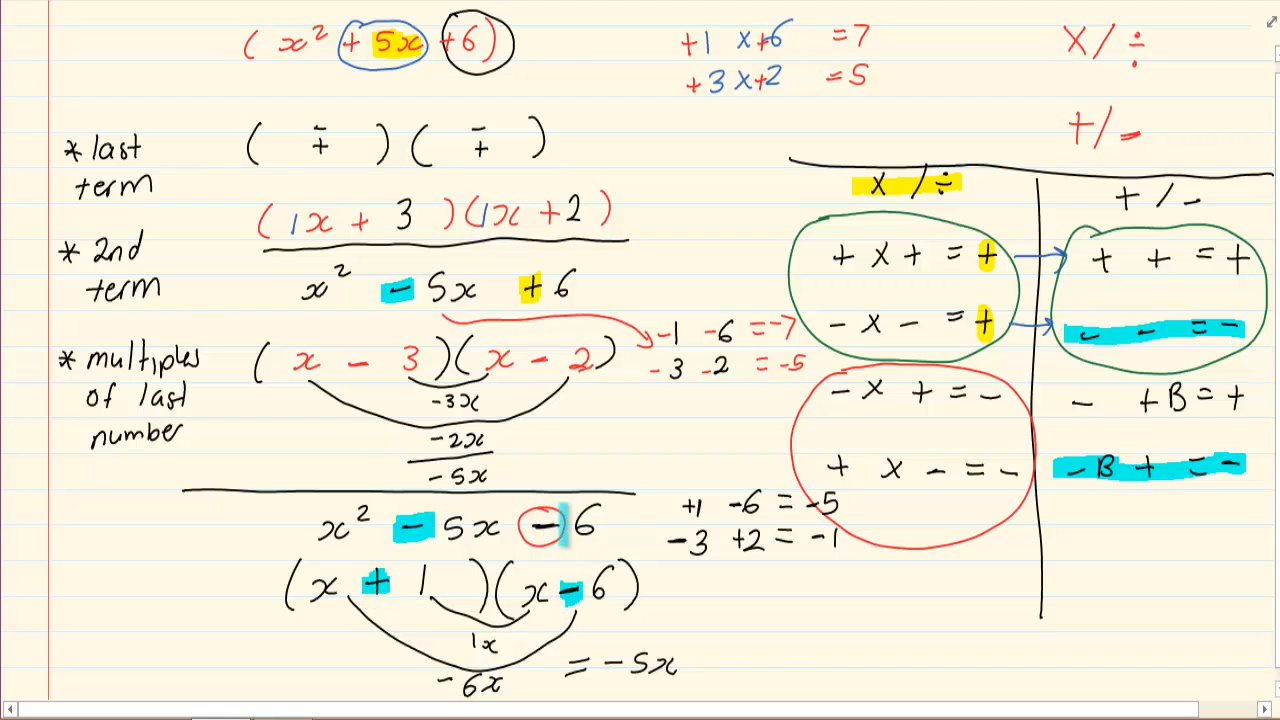 ( x² + 5x + 6 )
+1 x +6 = 7
+3 x +2 = 5
x / ÷
+ / -
* last term
( -/+ ) ( -/+ )
( 1x + 3 ) ( 1x + 2 )
* 2nd term
x² - 5x + 6
-1 -6 = -7
-3 -2 = -5
* multiples of last number
( x - 3 ) ( x - 2 )
-3x
-2x
-5x
x² - 5x - 6
+1 -6 = -5
-3 +2 = -1
( x + 1 ) ( x - 6 )
1x
-6x
= -5x
x / ÷
+ x + = +
- x - = +
- x + = -
+ x - = -
+ / -
+ + = +
- - = -
- + B = +
- B + = -